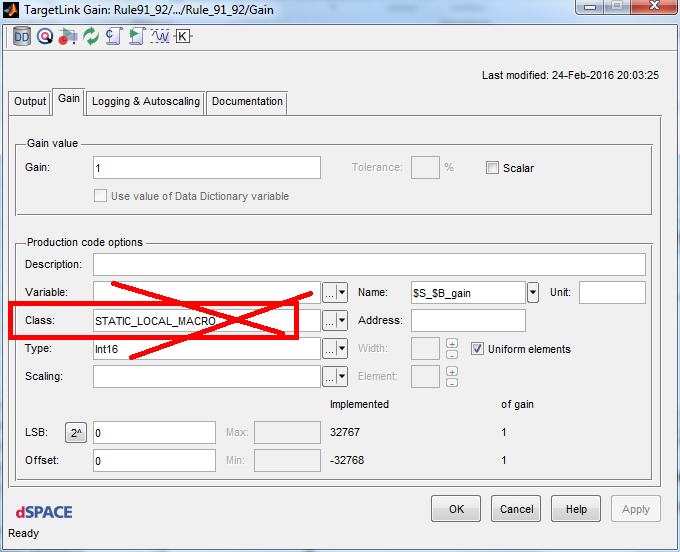 TargetLink Gain: Rule91_92/.../Rule_91_92/Gain
DD K
Last modified: 24-Feb-2016 20:03:25
Output Gain Logging & Autoscaling Documentation
Gain value
Gain: 1 Tolerance: % Scalar
Use value of Data Dictionary variable
Production code options
Description:
Variable: ... Name: $S_$B_gain Unit:
Class: STATIC_LOCAL_MACRO ... Address:
Type: Int16 ... Width: + - Uniform elements
Scaling: ... Element: + -
Implemented of gain
LSB: 2^ 0 Max: 32767 1
Offset: 0 Min: -32768 1
dSPACE OK Cancel Help Apply
Ready